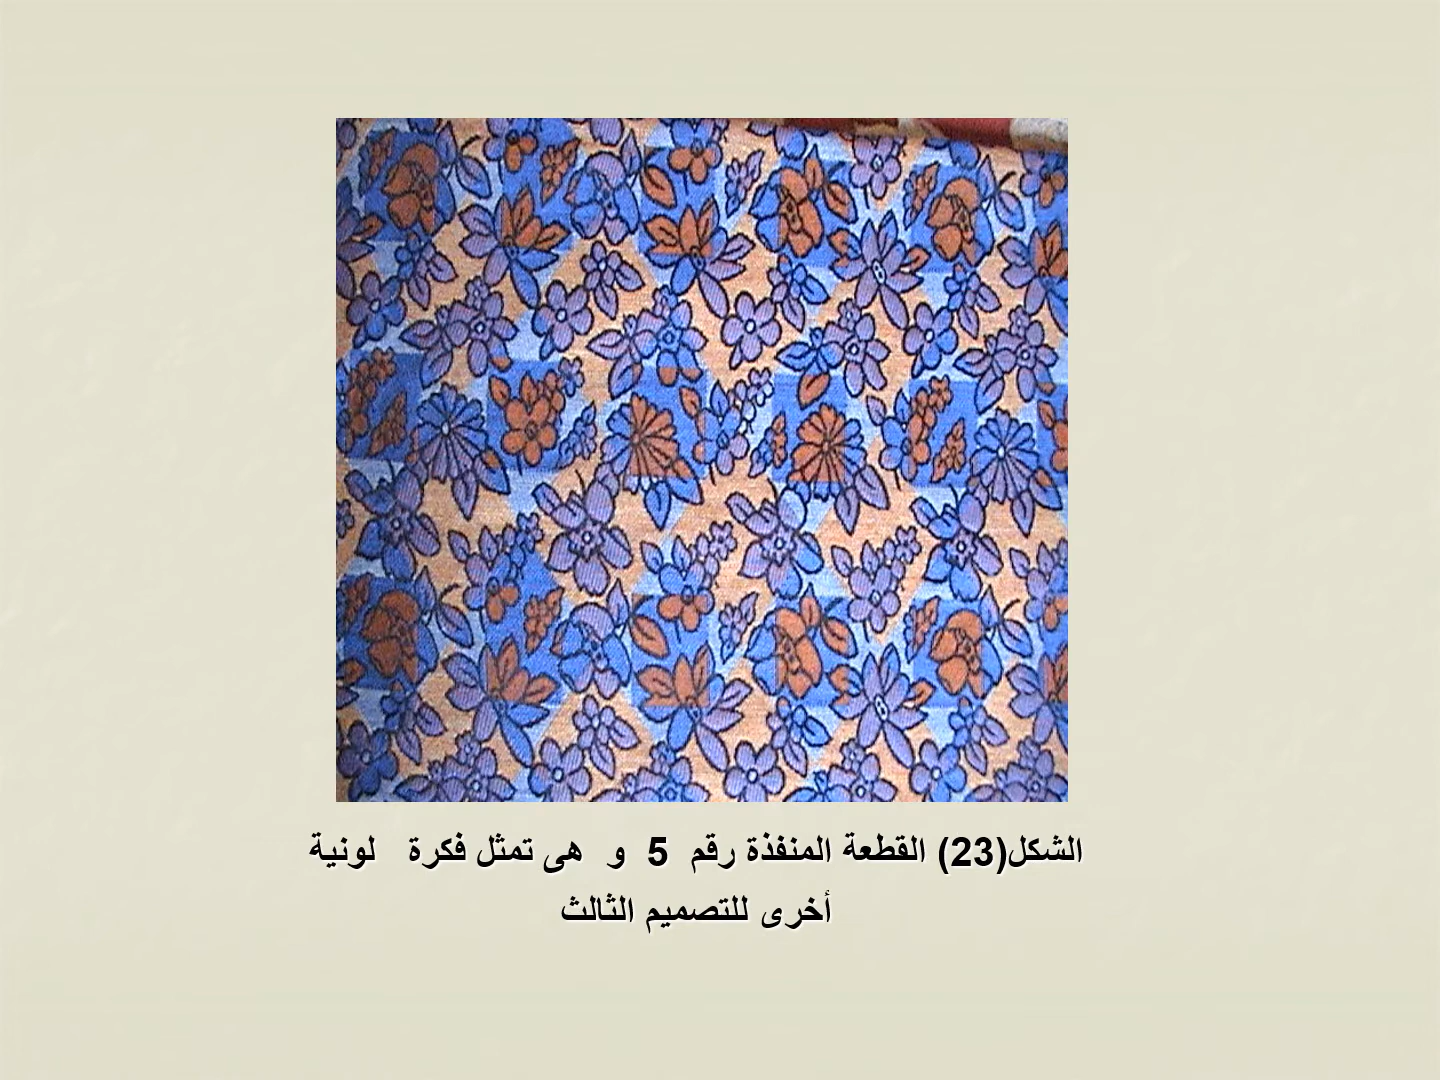 الشكل(23) القطعة المنفذة رقم 5 و هى تمثل فكرة لونية
أخرى للتصميم الثالث